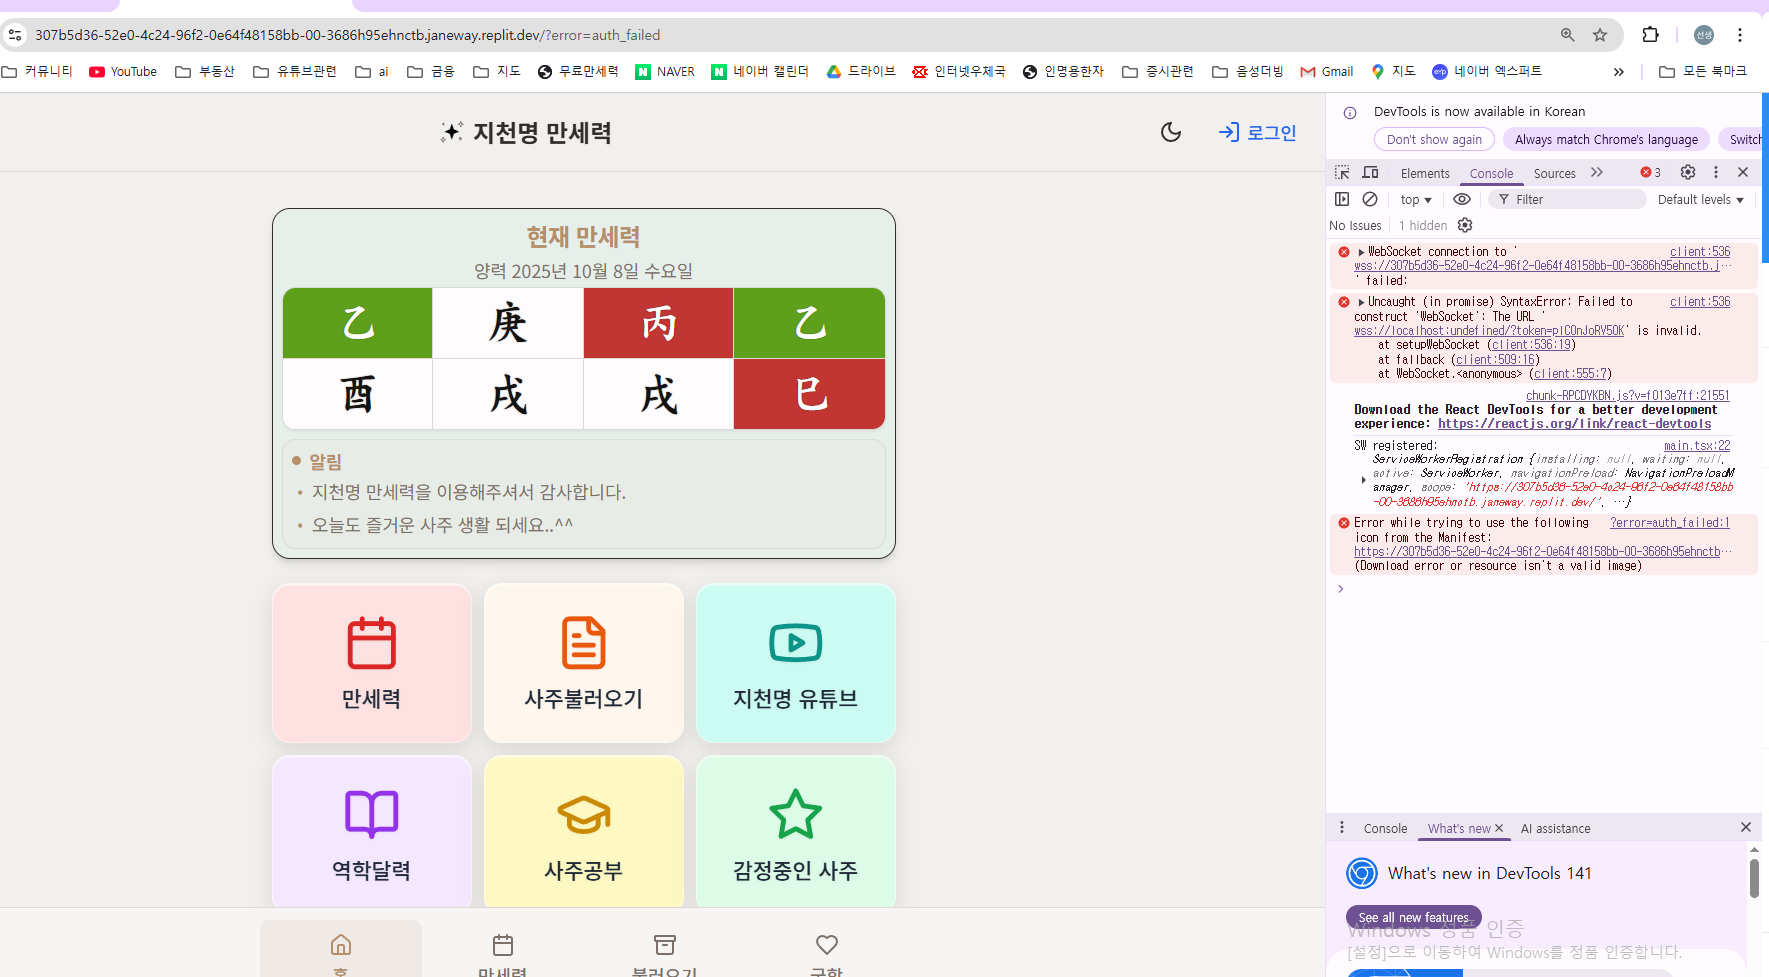 307b5d36-52e0-4c24-96f2-0e64f48158bb-00-3686h95ehnctb.janeway.replit.dev/?error=auth_failed
선생
커뮤니티 YouTube 부동산 유튜브관련 ai 금융 지도 무료만세력 NAVER 네이버 캘린더 드라이브 인터넷우체국 인명용한자 증시관련 음성더빙 Gmail 지도 네이버 엑스퍼트 » 모든 북마크
지천명 만세력
로그인
현재 만세력
양력 2025년 10월 8일 수요일
乙 庚 丙 乙
酉 戌 戌 巳
알림
• 지천명 만세력을 이용해주셔서 감사합니다.
• 오늘도 즐거운 사주 생활 되세요..^^
만세력 사주불러오기 지천명 유튜브
역학달력 사주공부 감정중인 사주
홈 만세력 불러오기 궁합
DevTools is now available in Korean
Don't show again Always match Chrome's language Switch
Elements Console Sources 3
top Filter Default levels
No Issues 1 hidden
WebSocket connection to ' client:536
wss://307b5d36-52e0-4c24-96f2-0e64f48158bb-00-3686h95ehnctb.j…
' failed:
Uncaught (in promise) SyntaxError: Failed to client:536
construct 'WebSocket': The URL '
wss://localhost:undefined/?token=plC0nJoRV50K' is invalid.
at setupWebSocket (client:536:19)
at fallback (client:509:16)
at WebSocket.<anonymous> (client:555:7)
chunk-RPCDYKBN.js?v=f013e7ff:21551
Download the React DevTools for a better development
experience: https://reactjs.org/link/react-devtools
SW registered: main.tsx:22
ServiceWorkerRegistration {installing: null, waiting: null,
active: ServiceWorker, navigationPreload: NavigationPreloadM
anager, scope: 'https://307b5d36-52e0-4c24-96f2-0e64f48158bb
-00-3686h95ehnctb.janeway.replit.dev/', …}
Error while trying to use the following ?error=auth_failed:1
icon from the Manifest:
https://307b5d36-52e0-4c24-96f2-0e64f48158bb-00-3686h95ehnctb…
(Download error or resource isn't a valid image)
Console What's new AI assistance
What's new in DevTools 141
See all new features
Windows 정품 인증
[설정]으로 이동하여 Windows를 정품 인증합니다.